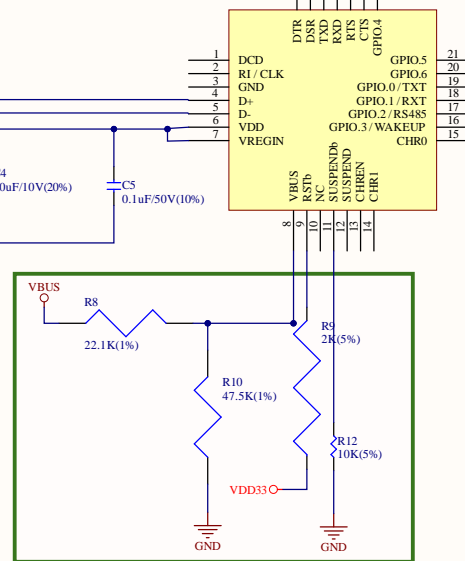 DTR
DSR
TXD
RXD
RTS
CTS
GPIO.4
1 DCD
2 RI / CLK
3 GND
4 D+
5 D-
6 VDD
7 VREGIN
GPIO.5 21
GPIO.6 20
GPIO.0 / TXT 19
GPIO.1 / RXT 18
GPIO.2 / RS485 17
GPIO.3 / WAKEUP 16
CHR0 15
VBUS
RSTb
NC
SUSPENDb
SUSPEND
CHREN
CHR1
8
9
10
11
12
13
14
4
0uF/10V(20%)
C5
0.1uF/50V(10%)
VBUS
R8
22.1K(1%)
R9
2K(5%)
R10
47.5K(1%)
R12
10K(5%)
VDD33
GND
GND